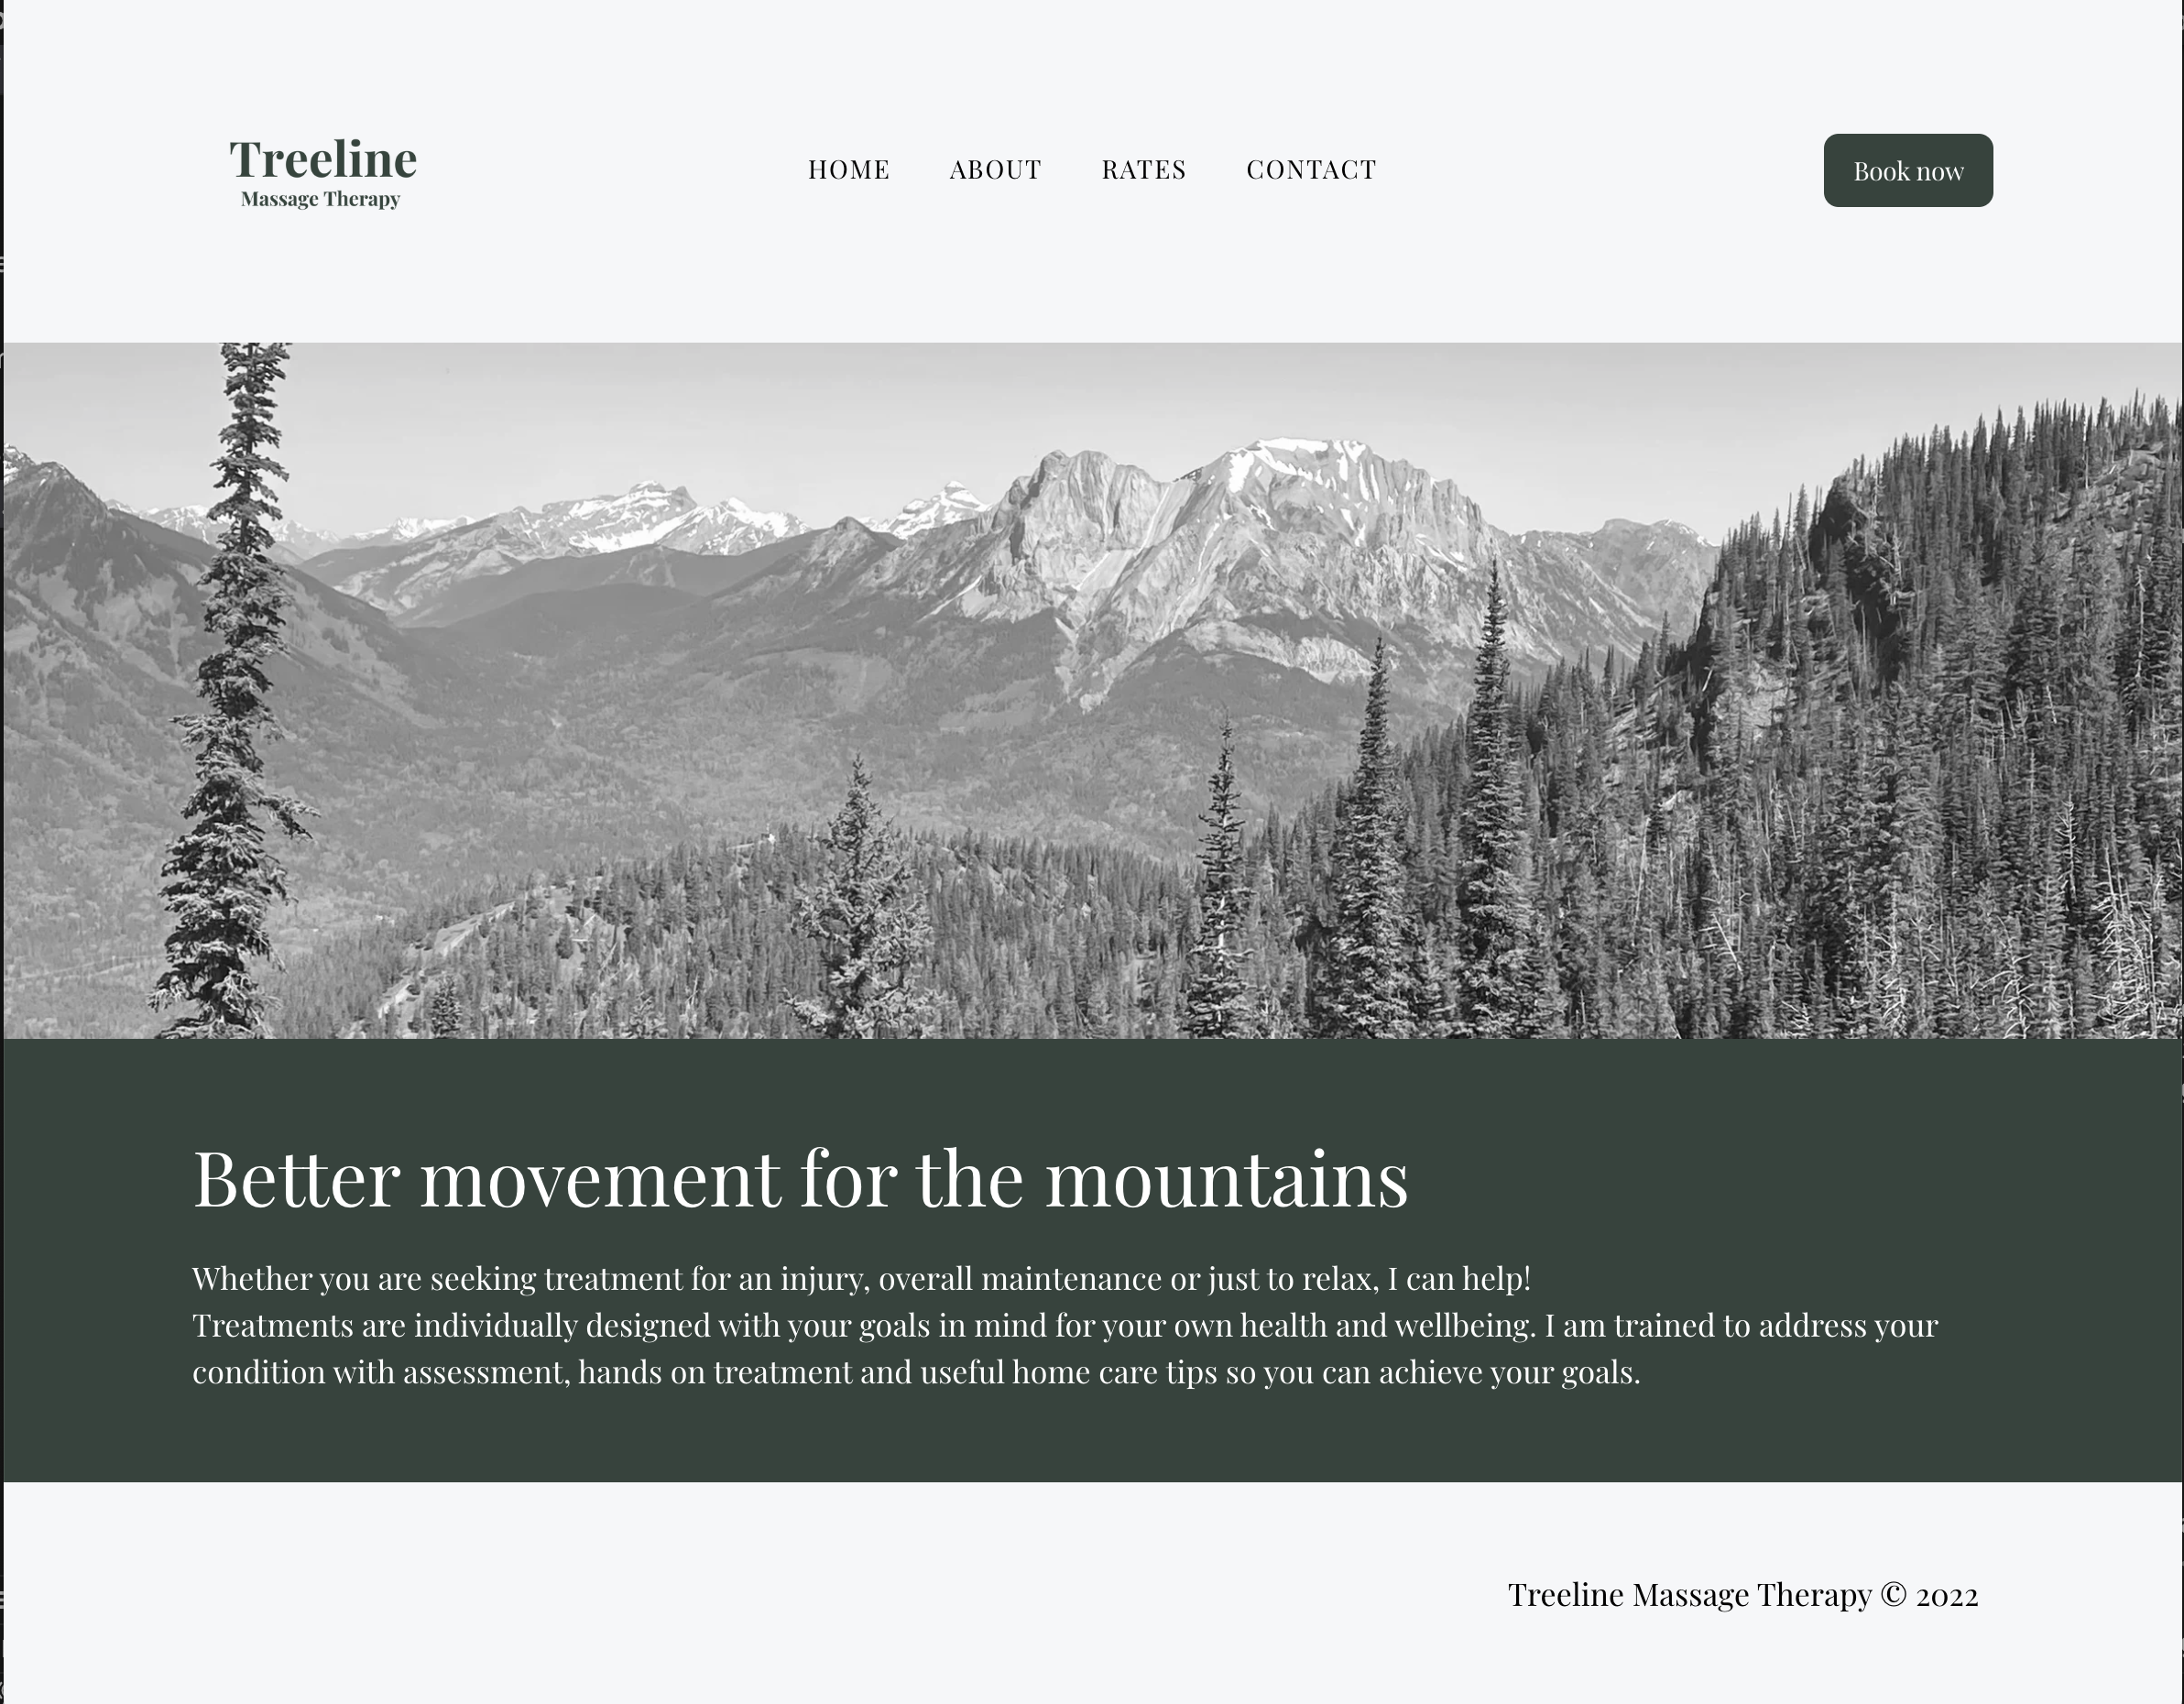 Treeline
Massage Therapy
HOME ABOUT RATES CONTACT
Book now
Better movement for the mountains
Whether you are seeking treatment for an injury, overall maintenance or just to relax, I can help!
Treatments are individually designed with your goals in mind for your own health and wellbeing. I am trained to address your
condition with assessment, hands on treatment and useful home care tips so you can achieve your goals.
Treeline Massage Therapy © 2022